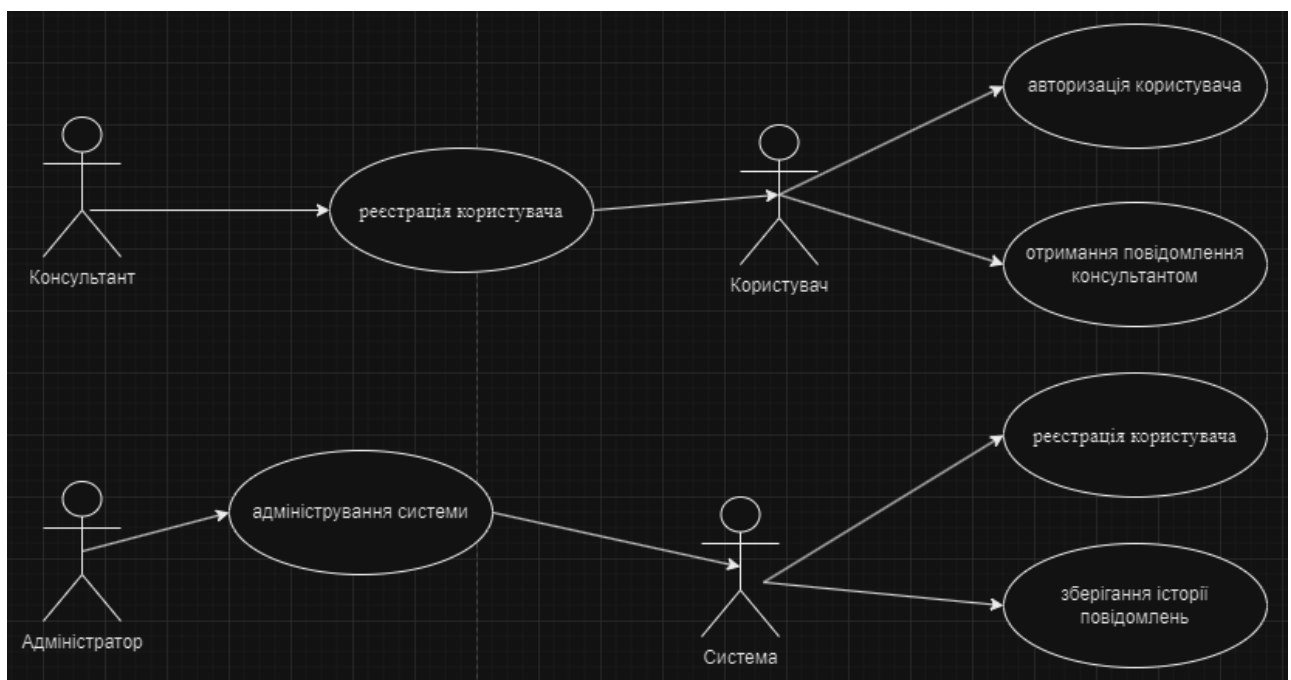 авторизація користувача
реєстрація користувача
отримання повідомлення
консультантом
Консультант
Користувач
реєстрація користувача
адміністрування системи
зберігання історії
повідомлень
Адміністратор
Система